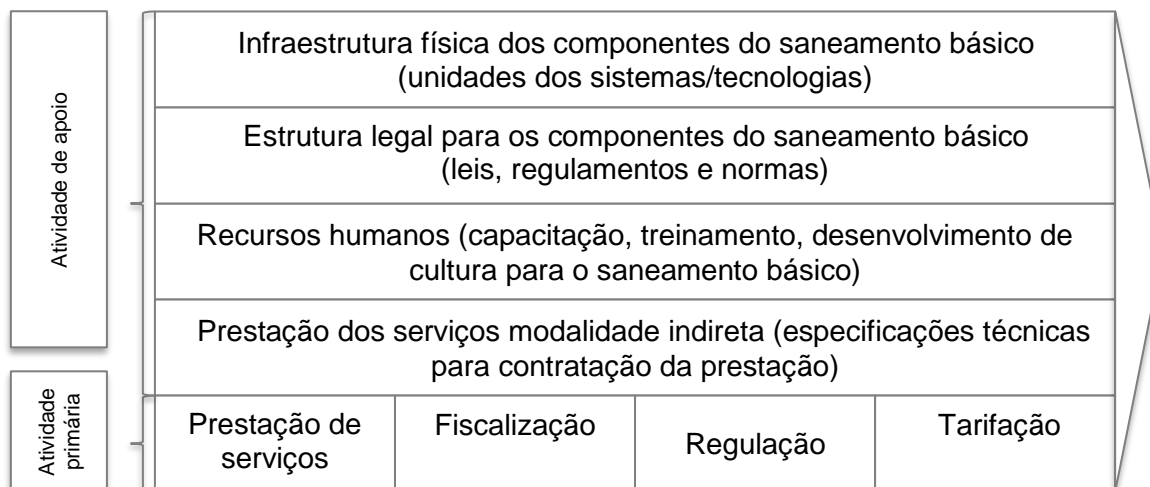 Atividade de apoio
Infraestrutura física dos componentes do saneamento básico
(unidades dos sistemas/tecnologias)
Estrutura legal para os componentes do saneamento básico
(leis, regulamentos e normas)
Recursos humanos (capacitação, treinamento, desenvolvimento de
cultura para o saneamento básico)
Prestação dos serviços modalidade indireta (especificações técnicas
para contratação da prestação)
Atividade
primária
Prestação de
serviços
Fiscalização
Regulação
Tarifação